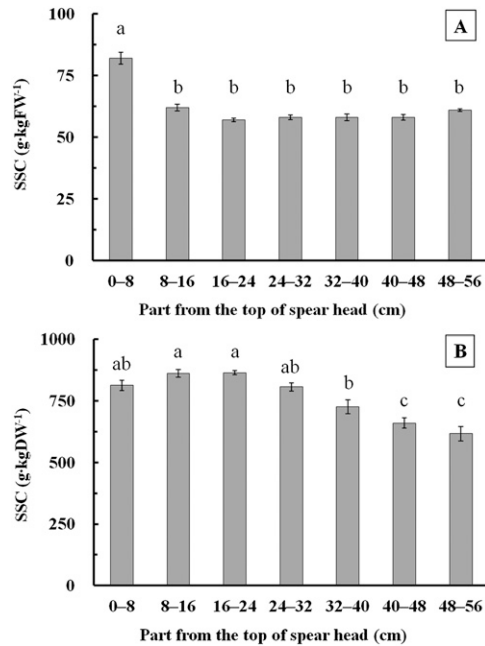 A
100
75
50
25
0
SSC (g·kgFW-1)
a
b
b
b
b
b
b
0–8
8–16
16–24
24–32
32–40
40–48
48–56
Part from the top of spear head (cm)
B
1000
750
500
250
0
SSC (g·kgDW-1)
ab
a
a
ab
b
c
c
0–8
8–16
16–24
24–32
32–40
40–48
48–56
Part from the top of spear head (cm)